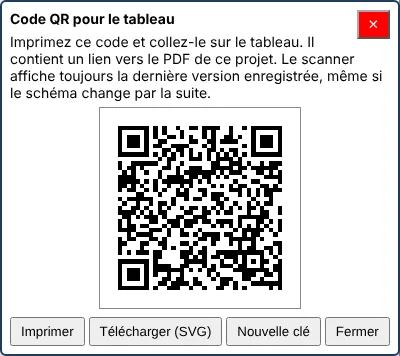 Code QR pour le tableau
×
Imprimez ce code et collez-le sur le tableau. Il
contient un lien vers le PDF de ce projet. Le scanner
affiche toujours la dernière version enregistrée, même si
le schéma change par la suite.
Imprimer
Télécharger (SVG)
Nouvelle clé
Fermer